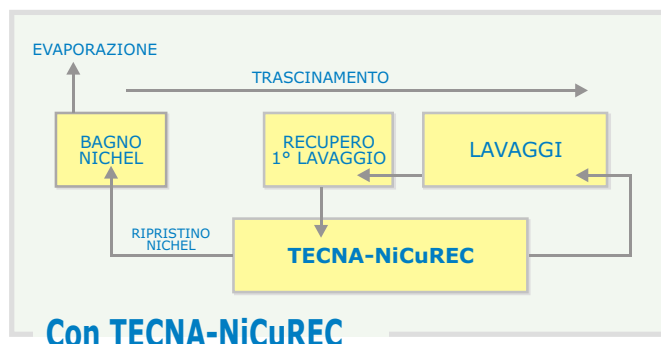 EVAPORAZIONE
TRASCINAMENTO
BAGNO
NICHEL
RECUPERO
1° LAVAGGIO
LAVAGGI
RIPRISTINO
NICHEL
TECNA-NiCuREC
Con TECNA-NiCuREC